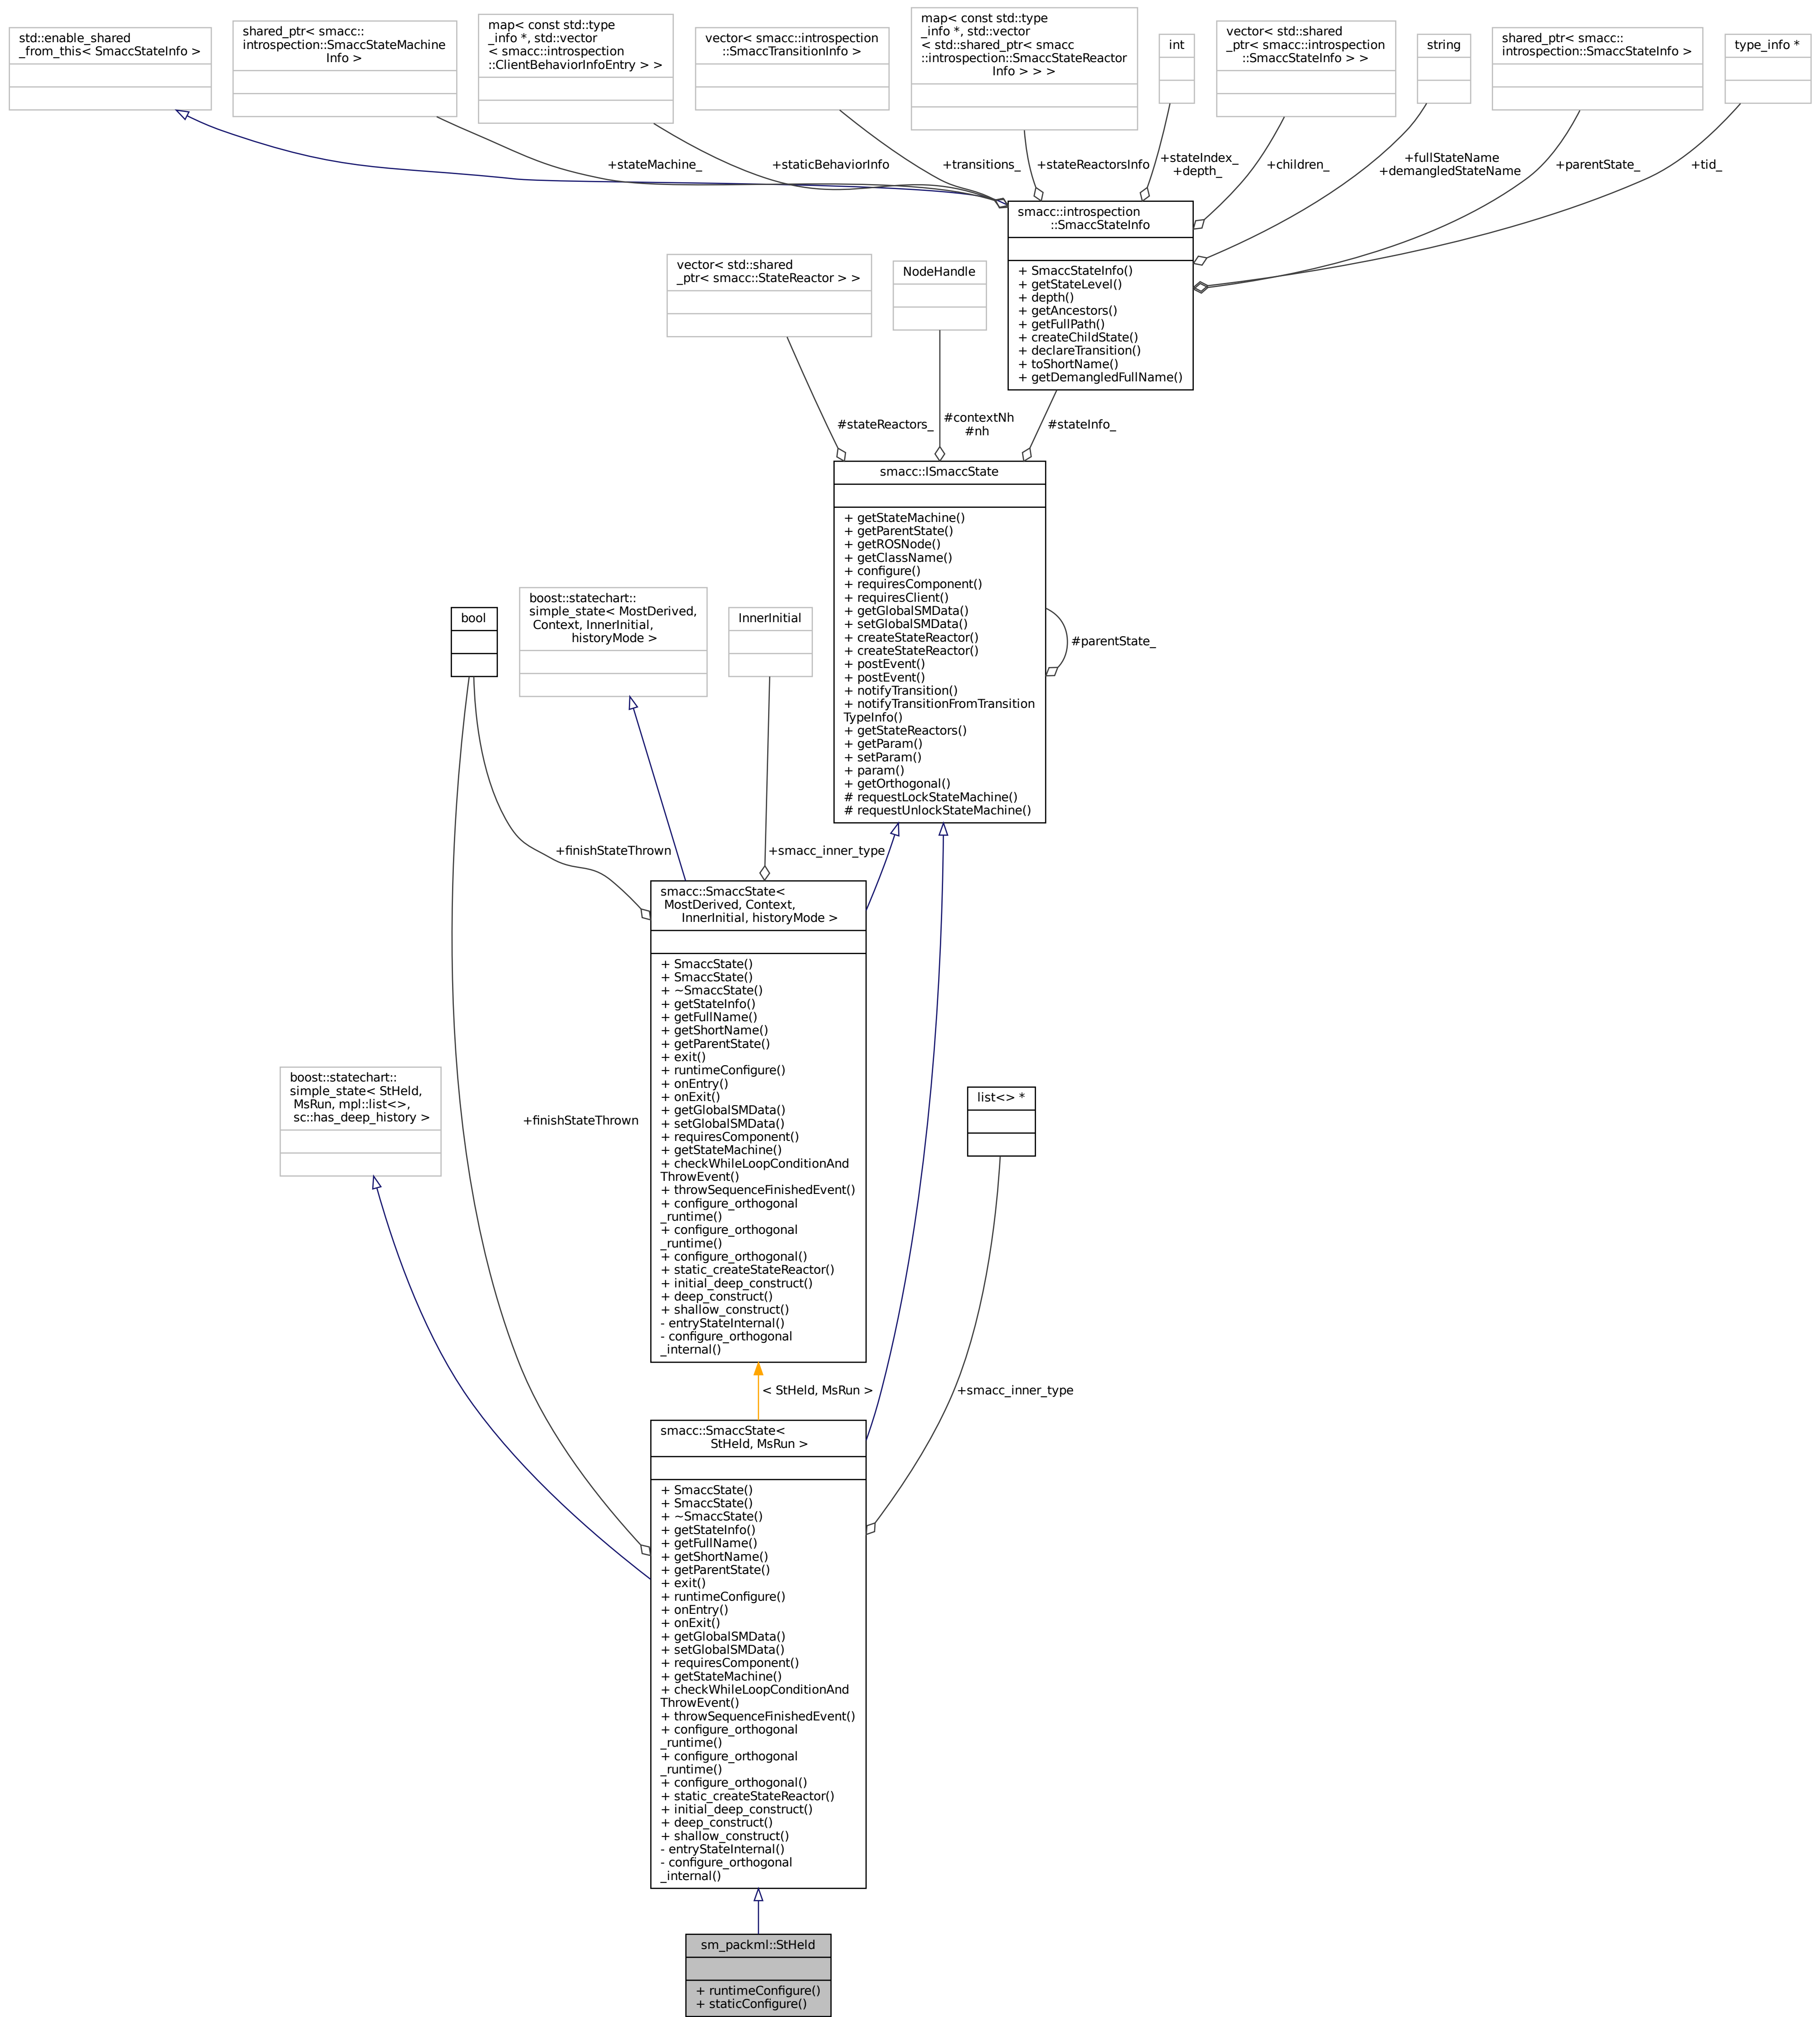 std::enable_shared
_from_this< SmaccStateInfo >
shared_ptr< smacc::
introspection::SmaccStateMachine
Info >
map< const std::type
_info *, std::vector
< smacc::introspection
::ClientBehaviorInfoEntry > >
vector< smacc::introspection
::SmaccTransitionInfo >
map< const std::type
_info *, std::vector
< std::shared_ptr< smacc
::introspection::SmaccStateReactor
Info > > >
int
vector< std::shared
_ptr< smacc::introspection
::SmaccStateInfo > >
string
shared_ptr< smacc::
introspection::SmaccStateInfo >
type_info *
+stateMachine_
+staticBehaviorInfo
+transitions_
+stateReactorsInfo
+stateIndex_
+depth_
+children_
+fullStateName
+demangledStateName
+parentState_
+tid_
smacc::introspection
::SmaccStateInfo
+ SmaccStateInfo()
+ getStateLevel()
+ depth()
+ getAncestors()
+ getFullPath()
+ createChildState()
+ declareTransition()
+ toShortName()
+ getDemangledFullName()
vector< std::shared
_ptr< smacc::StateReactor > >
NodeHandle
#stateReactors_
#contextNh
#nh
#stateInfo_
smacc::ISmaccState
+ getStateMachine()
+ getParentState()
+ getROSNode()
+ getClassName()
+ configure()
+ requiresComponent()
+ requiresClient()
+ getGlobalSMData()
+ setGlobalSMData()
+ createStateReactor()
+ createStateReactor()
+ postEvent()
+ postEvent()
+ notifyTransition()
+ notifyTransitionFromTransition
TypeInfo()
+ getStateReactors()
+ getParam()
+ setParam()
+ param()
+ getOrthogonal()
# requestLockStateMachine()
# requestUnlockStateMachine()
#parentState_
bool
boost::statechart::
simple_state< MostDerived,
Context, InnerInitial,
historyMode >
InnerInitial
+finishStateThrown
+smacc_inner_type
smacc::SmaccState<
MostDerived, Context,
InnerInitial, historyMode >
+ SmaccState()
+ SmaccState()
+ ~SmaccState()
+ getStateInfo()
+ getFullName()
+ getShortName()
+ getParentState()
+ exit()
+ runtimeConfigure()
+ onEntry()
+ onExit()
+ getGlobalSMData()
+ setGlobalSMData()
+ requiresComponent()
+ getStateMachine()
+ checkWhileLoopConditionAnd
ThrowEvent()
+ throwSequenceFinishedEvent()
+ configure_orthogonal
_runtime()
+ configure_orthogonal
_runtime()
+ configure_orthogonal()
+ static_createStateReactor()
+ initial_deep_construct()
+ deep_construct()
+ shallow_construct()
- entryStateInternal()
- configure_orthogonal
_internal()
boost::statechart::
simple_state< StHeld,
MsRun, mpl::list<>,
sc::has_deep_history >
+finishStateThrown
list<> *
< StHeld, MsRun >
+smacc_inner_type
smacc::SmaccState<
StHeld, MsRun >
+ SmaccState()
+ SmaccState()
+ ~SmaccState()
+ getStateInfo()
+ getFullName()
+ getShortName()
+ getParentState()
+ exit()
+ runtimeConfigure()
+ onEntry()
+ onExit()
+ getGlobalSMData()
+ setGlobalSMData()
+ requiresComponent()
+ getStateMachine()
+ checkWhileLoopConditionAnd
ThrowEvent()
+ throwSequenceFinishedEvent()
+ configure_orthogonal
_runtime()
+ configure_orthogonal
_runtime()
+ configure_orthogonal()
+ static_createStateReactor()
+ initial_deep_construct()
+ deep_construct()
+ shallow_construct()
- entryStateInternal()
- configure_orthogonal
_internal()
sm_packml::StHeld
+ runtimeConfigure()
+ staticConfigure()